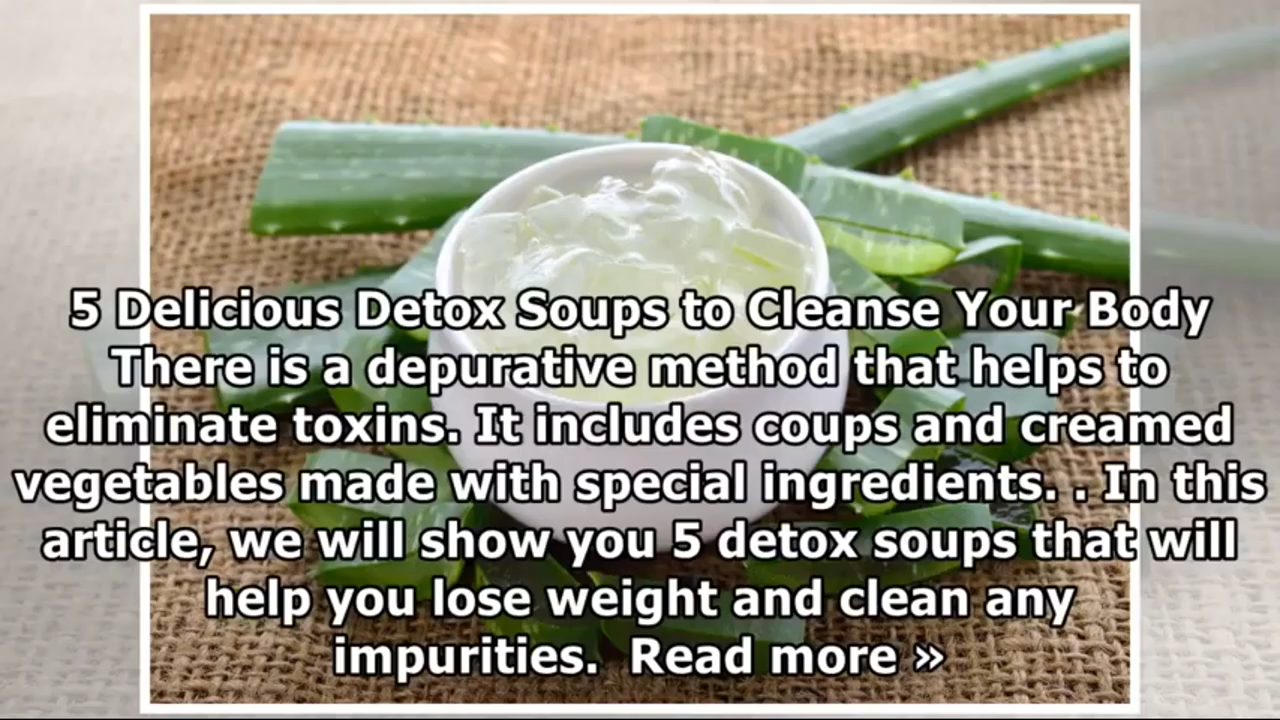 5 Delicious Detox Soups to Cleanse Your Body
There is a depurative method that helps to
eliminate toxins. It includes coups and creamed
vegetables made with special ingredients. . In this
article, we will show you 5 detox soups that will
help you lose weight and clean any
impurities.  Read more »